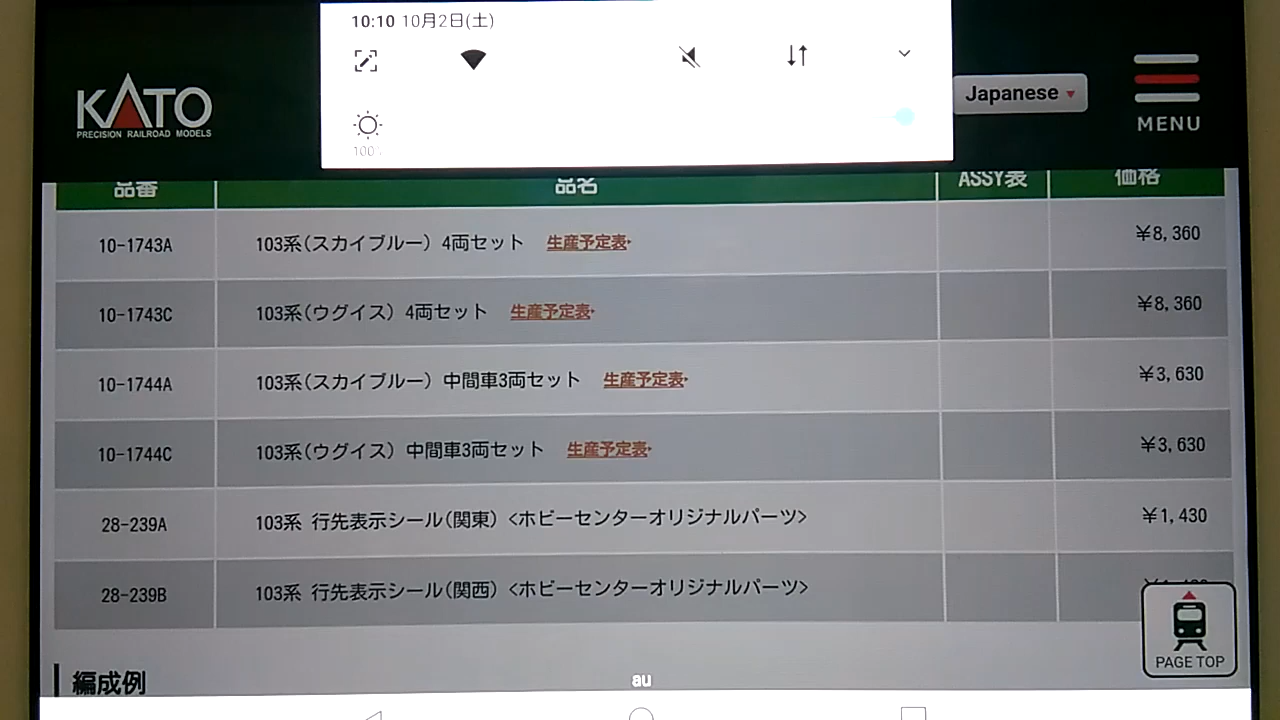 10:10 10月2日(土)
100%
KATO
PRECISION RAILROAD MODELS
Japanese
MENU
品番 品名 ASSY表 価格
10-1743A 103系(スカイブルー) 4両セット 生産予定表 ¥8,360
10-1743C 103系(ウグイス) 4両セット 生産予定表 ¥8,360
10-1744A 103系(スカイブルー) 中間車3両セット 生産予定表 ¥3,630
10-1744C 103系(ウグイス) 中間車3両セット 生産予定表 ¥3,630
28-239A 103系 行先表示シール(関東) <ホビーセンターオリジナルパーツ> ¥1,430
28-239B 103系 行先表示シール(関西) <ホビーセンターオリジナルパーツ>
PAGE TOP
編成例
au